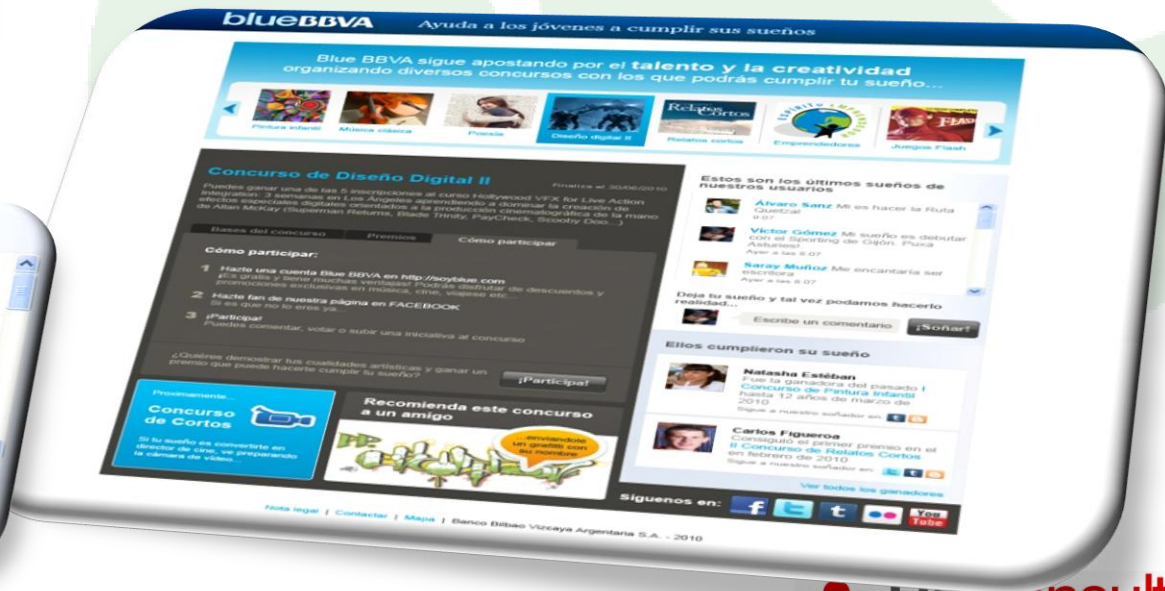 blueBBVA Ayuda a los jóvenes a cumplir sus sueños
Blue BBVA sigue apostando por el talento y la creatividad
organizando diversos concursos con los que podrás cumplir tu sueño...
Pintura infantil
Música clásica
Poesía
Diseño digital II
Relatos Cortos
Relatos cortos
ESPÍRITU EMPRENDEDOR
Emprendedores
FLASH
Juegos Flash
Concurso de Diseño Digital II
Finaliza el 30/06/2010
Puedes ganar una de las 5 inscripciones al curso Hollywood VFX for Live Action
Integration: 3 semanas en Los Ángeles aprendiendo a dominar la creación de
efectos especiales digitales orientados a la producción cinematográfica de la mano
de Allan McKay (Superman Returns, Blade Trinity, PayCheck, Scooby Doo...)
Bases del concurso Premios Cómo participar
Cómo participar:
1 Hazte una cuenta Blue BBVA en http://soyblue.com
¡Es gratis y tiene muchas ventajas! Podrás disfrutar de descuentos y
promociones exclusivas en música, cine, viajes etc...
2 Hazte fan de nuestra página en FACEBOOK
Si es que no lo eres ya...
3 ¡Participa!
Puedes comentar, votar o subir una iniciativa al concurso
¿Quiéres demostrar tus cualidades artísticas y ganar un
premio que puede hacerte cumplir tu sueño?
¡Participa!
Proximamente...
Concurso
de Cortos
Si tu sueño es convertirte en
director de cine, ve preparando
la cámara de vídeo...
Recomienda este concurso
a un amigo
...enviandole
un graffiti con
su nombre
Estos son los últimos sueños de
nuestros usuarios
Álvaro Sanz Mi es hacer la Ruta
Quetzal
9:07
Victor Gómez Mi sueño es debutar
con el Sporting de Gijón. Puxa
Asturies!
Ayer a las 8:07
Saray Muñoz Me encantaría ser
escritora
Ayer a las 8:07
Deja tu sueño y tal vez podamos hacerlo
realidad...
Escribe un comentario
¡Soñar!
Ellos cumplieron su sueño
Natasha Estéban
Fue la ganadora del pasado I
Concurso de Pintura Infantil
hasta 12 años de marzo de
2010
Sigue a nuestro soñador en:
Carlos Figueroa
Consiguió el primer premio en el
II Concurso de Relatos Cortos
en febrero de 2010
Sigue a nuestro soñador en:
Ver todos los ganadores
Síguenos en:
You
Tube
Nota legal | Contactar | Mapa | Banco Bilbao Vizcaya Argentaria S.A. - 2010